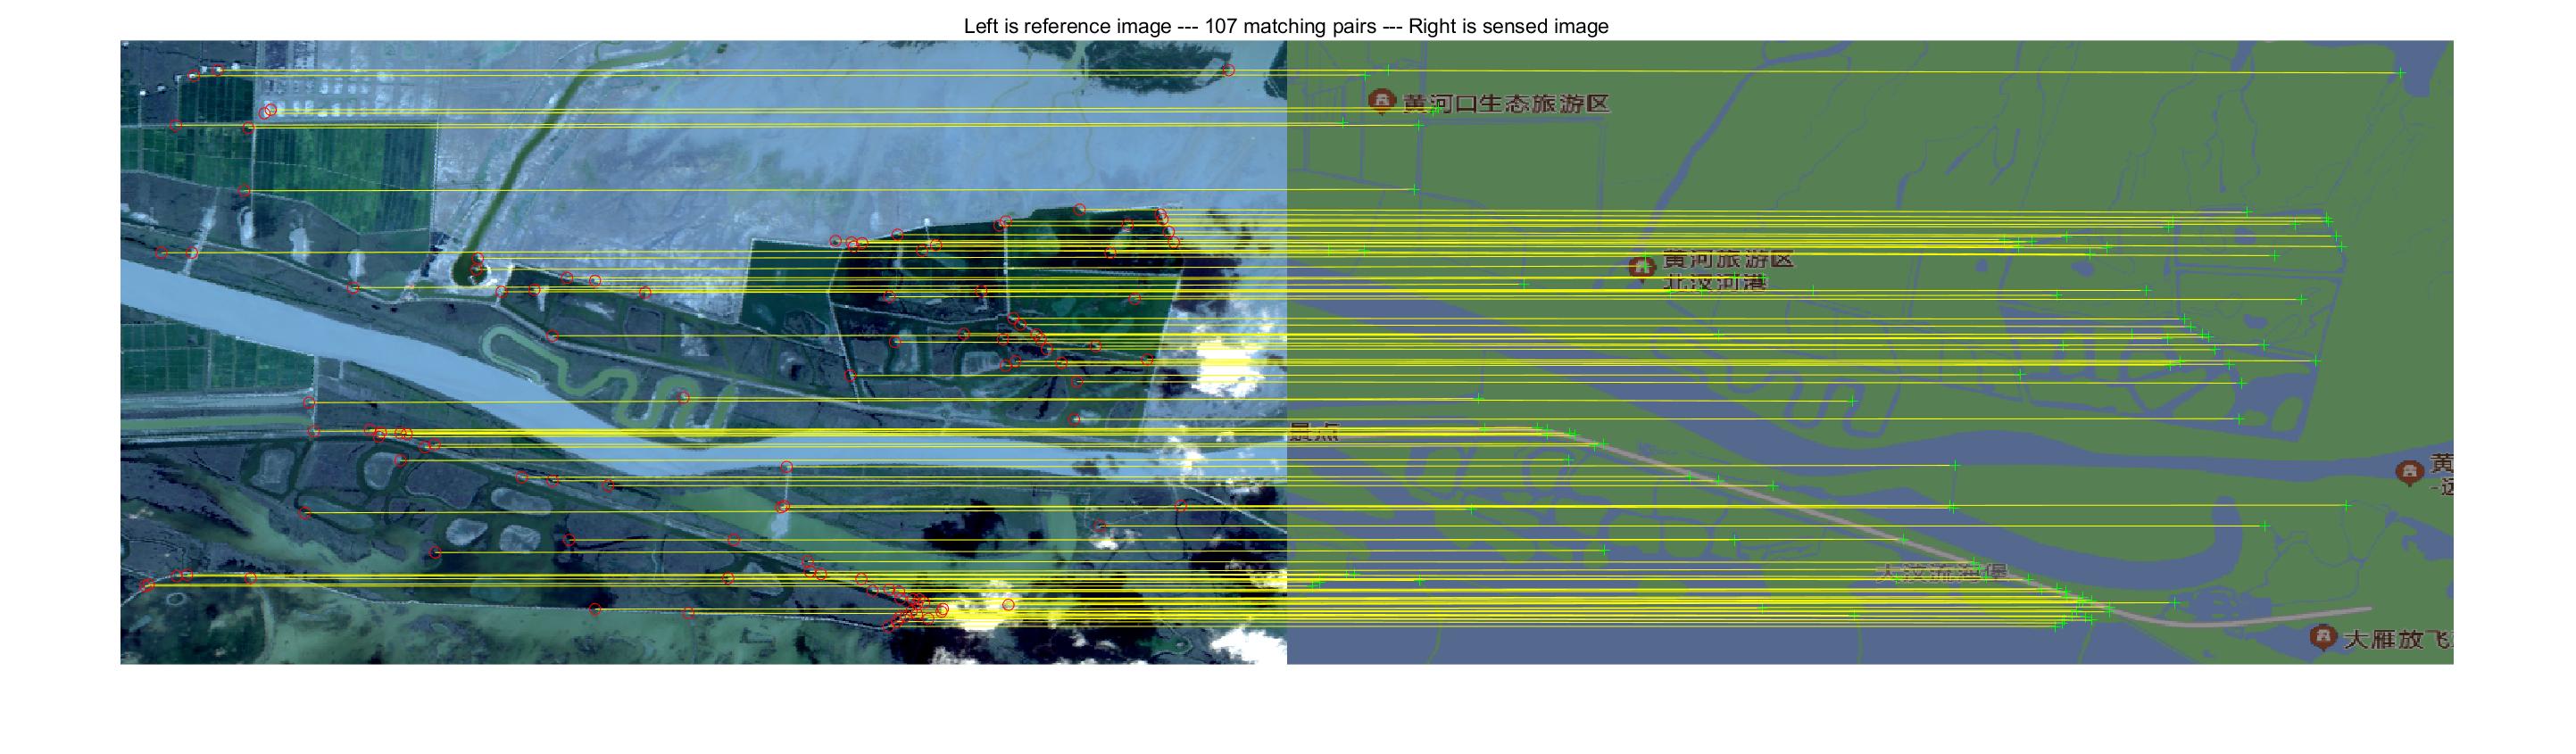 Left is reference image --- 107 matching pairs --- Right is sensed image
黄河口生态旅游区
黄河旅游区
北汊河港
景点
黄
大汶流海堡
大雁放飞